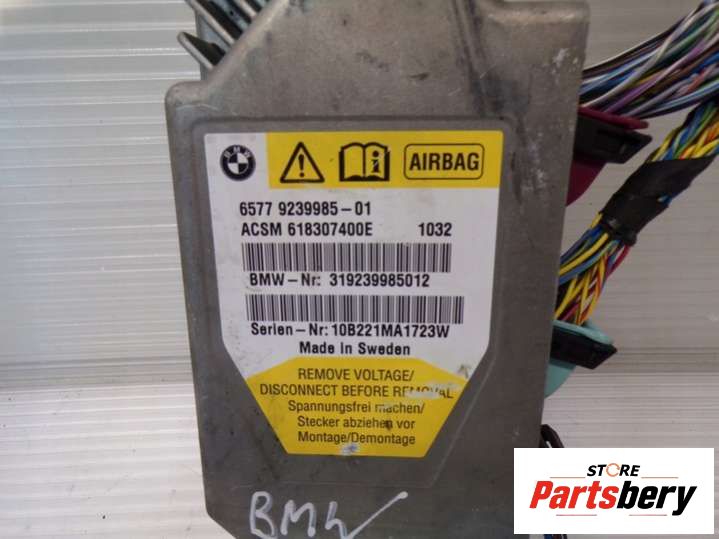 BMW
AIRBAG
6577 9239985-01
ACSM 618307400E 1032
BMW-Nr: 319239985012
Serien-Nr: 10B221MA1723W
Made in Sweden
REMOVE VOLTAGE/
DISCONNECT BEFORE REMOVAL
Spannungsfrei machen/
Stecker abziehen vor
Montage/Demontage
BMW
STORE
Partsbery